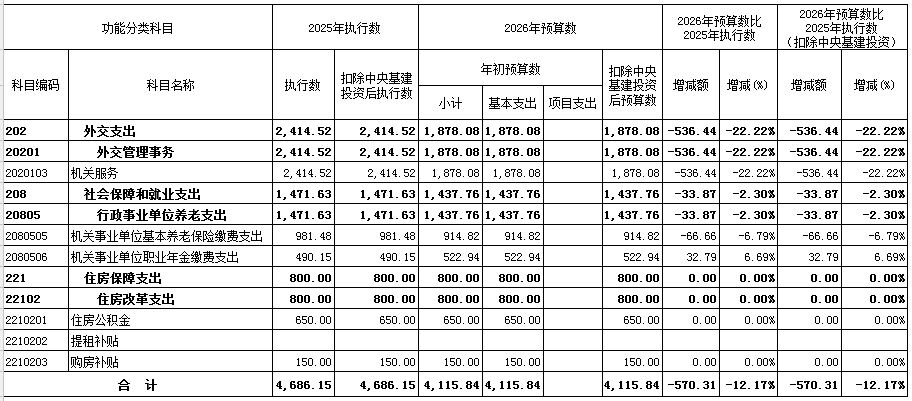 功能分类科目 2025年执行数 2026年预算数 2026年预算数比2025年执行数 2026年预算数比2025年执行数（扣除中央基建投资）
科目编码 科目名称 执行数 扣除中央基建投资后执行数 年初预算数 扣除中央基建投资后预算数 增减额 增减(%) 增减额 增减(%)
小计 基本支出 项目支出
202 外交支出 2,414.52 2,414.52 1,878.08 1,878.08 1,878.08 -536.44 -22.22% -536.44 -22.22%
20201 外交管理事务 2,414.52 2,414.52 1,878.08 1,878.08 1,878.08 -536.44 -22.22% -536.44 -22.22%
2020103 机关服务 2,414.52 2,414.52 1,878.08 1,878.08 1,878.08 -536.44 -22.22% -536.44 -22.22%
208 社会保障和就业支出 1,471.63 1,471.63 1,437.76 1,437.76 1,437.76 -33.87 -2.30% -33.87 -2.30%
20805 行政事业单位养老支出 1,471.63 1,471.63 1,437.76 1,437.76 1,437.76 -33.87 -2.30% -33.87 -2.30%
2080505 机关事业单位基本养老保险缴费支出 981.48 981.48 914.82 914.82 914.82 -66.66 -6.79% -66.66 -6.79%
2080506 机关事业单位职业年金缴费支出 490.15 490.15 522.94 522.94 522.94 32.79 6.69% 32.79 6.69%
221 住房保障支出 800.00 800.00 800.00 800.00 800.00 0.00 0.00% 0.00 0.00%
22102 住房改革支出 800.00 800.00 800.00 800.00 800.00 0.00 0.00% 0.00 0.00%
2210201 住房公积金 650.00 650.00 650.00 650.00 650.00 0.00 0.00% 0.00 0.00%
2210202 提租补贴
2210203 购房补贴 150.00 150.00 150.00 150.00 150.00 0.00 0.00% 0.00 0.00%
合 计 4,686.15 4,686.15 4,115.84 4,115.84 4,115.84 -570.31 -12.17% -570.31 -12.17%